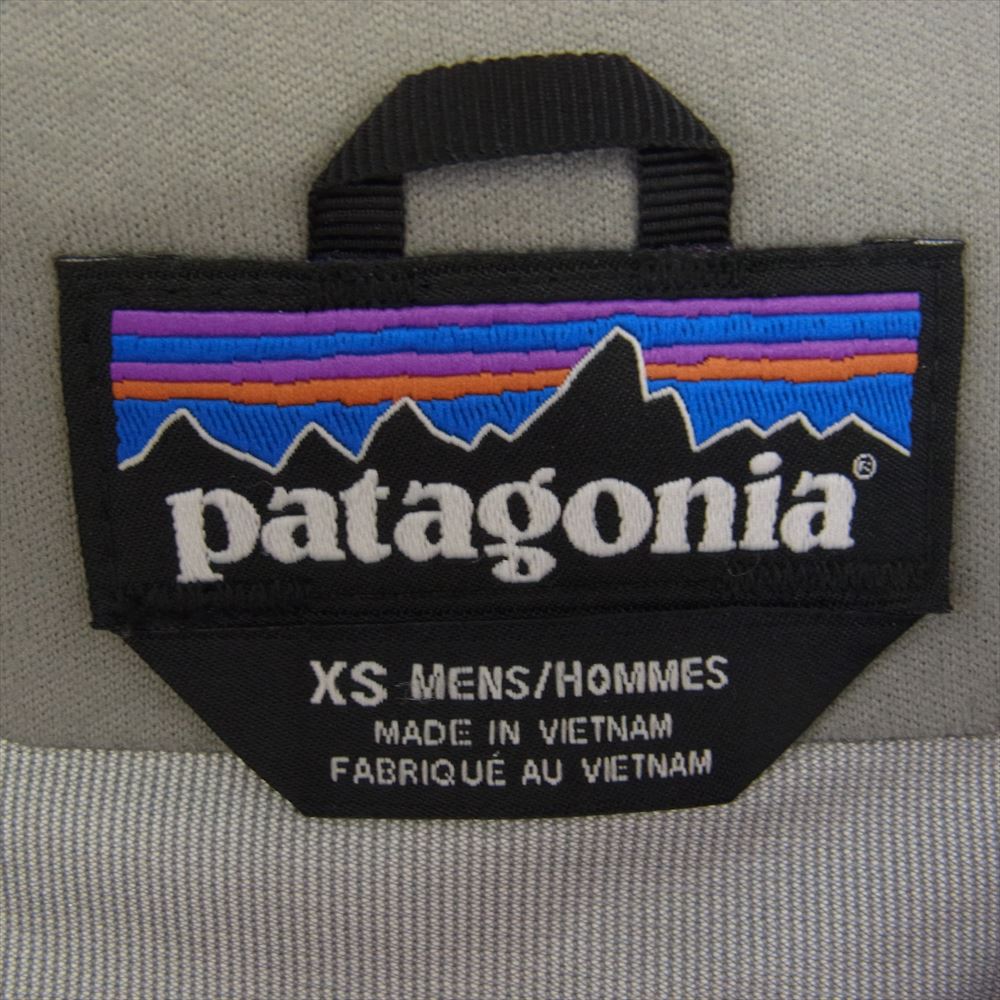 patagonia®
XS MENS/HOMMES
MADE IN VIETNAM
FABRIQUÉ AU VIETNAM